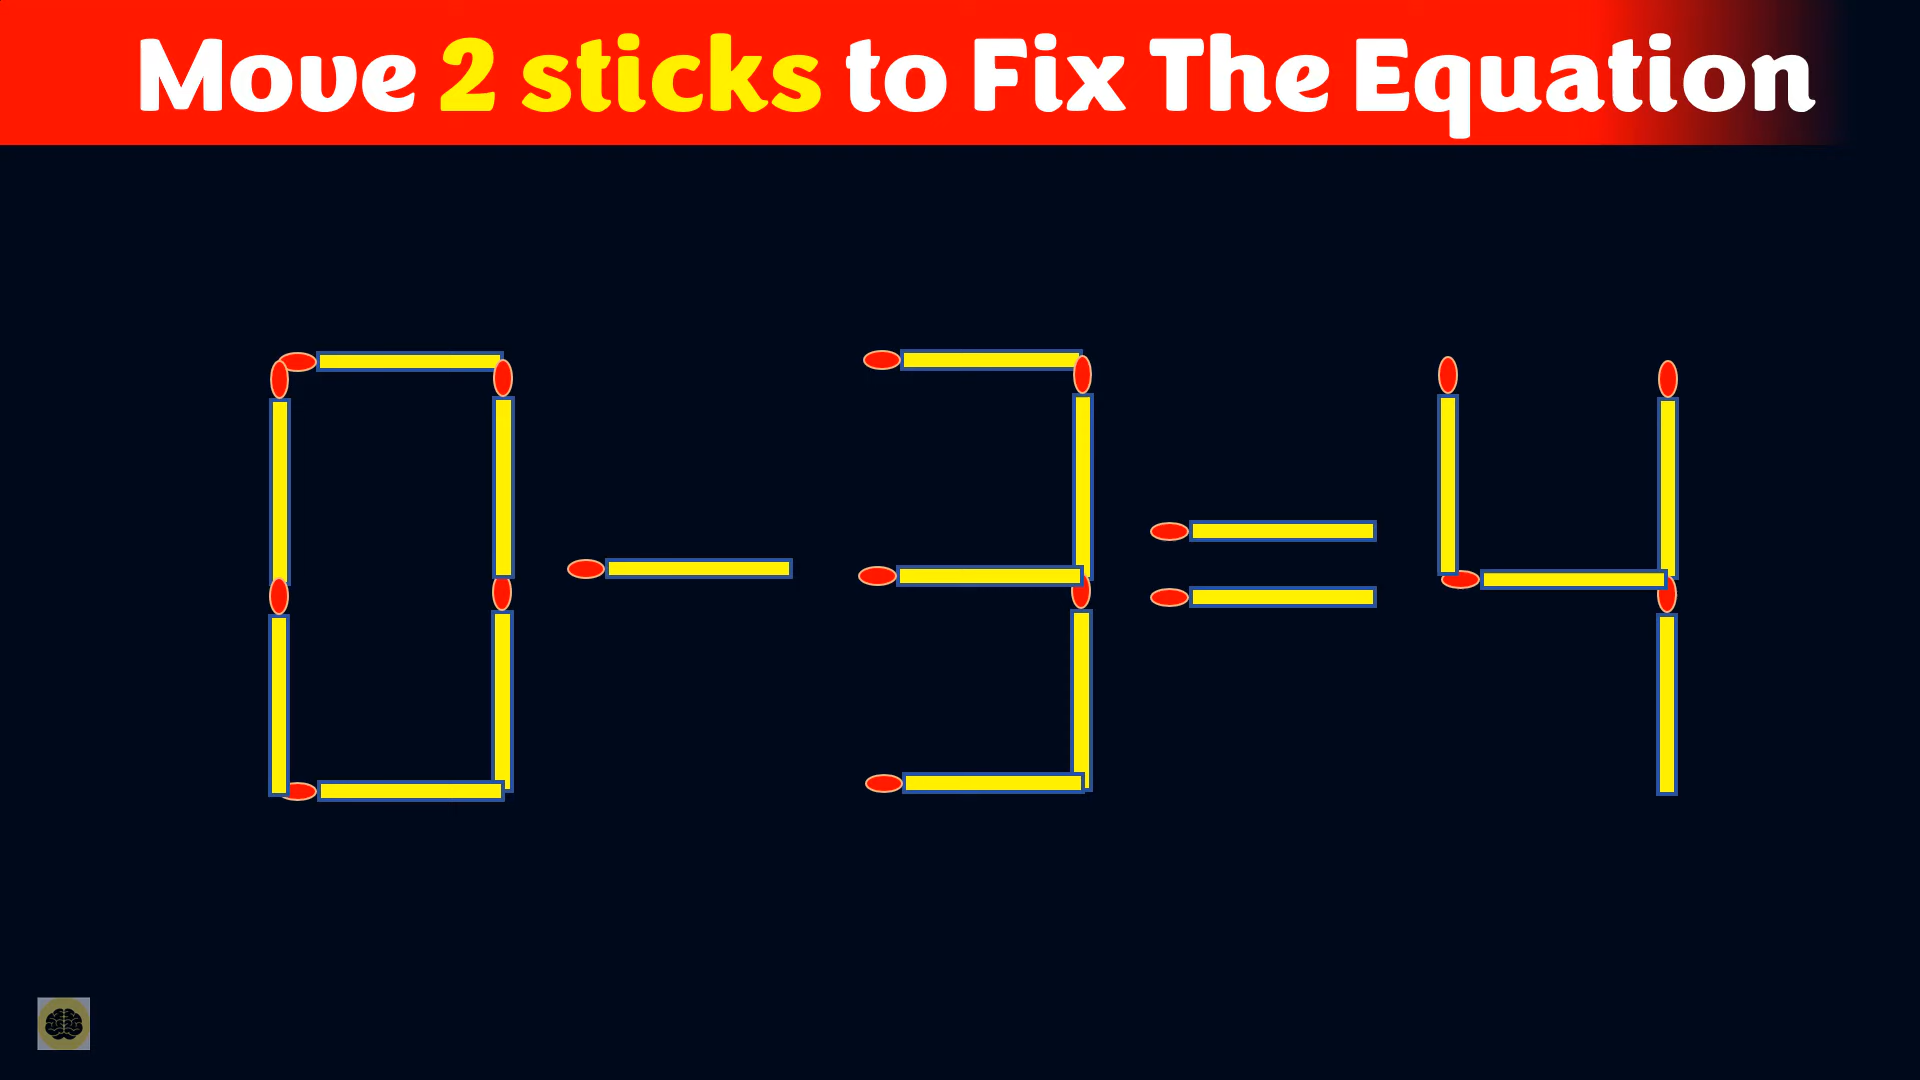 Move 2 sticks to Fix The Equation
0 - 3 = 4